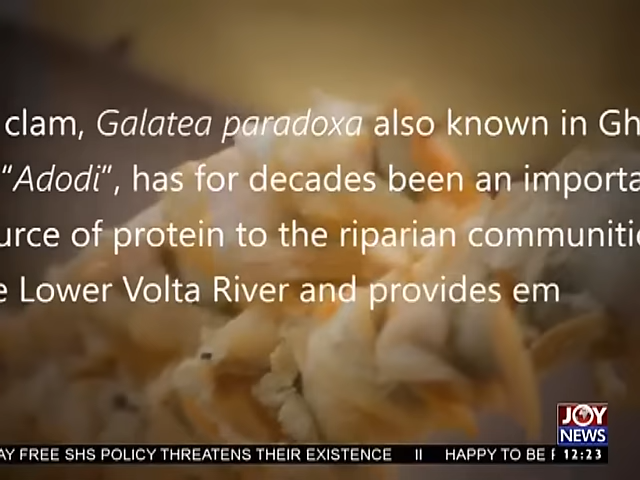 clam, Galatea paradoxa also known in Gh
"Adodi", has for decades been an importa
urce of protein to the riparian communitie
e Lower Volta River and provides em
JOY
NEWS
AY FREE SHS POLICY THREATENS THEIR EXISTENCE II HAPPY TO BE F
12:23